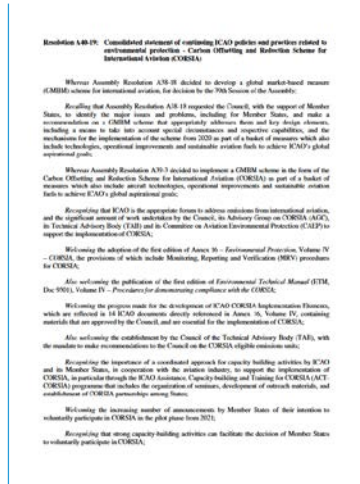 Resolution A40-19: Consolidated statement of continuing ICAO policies and practices related to
environmental protection - Carbon Offsetting and Reduction Scheme for
International Aviation (CORSIA)
Whereas Assembly Resolution A38-18 decided to develop a global market-based measure
(GMBM) scheme for international aviation, for decision by the 39th Session of the Assembly;
Recalling that Assembly Resolution A38-18 requested the Council, with the support of Member
States, to identify the major issues and problems, including for Member States, and make a
recommendation on a GMBM scheme that appropriately addresses them and key design elements,
including a means to take into account special circumstances and respective capabilities, and the
mechanisms for the implementation of the scheme from 2020 as part of a basket of measures which also
include technologies, operational improvements and sustainable aviation fuels to achieve ICAO's global
aspirational goals;
Whereas Assembly Resolution A39-3 decided to implement a GMBM scheme in the form of the
Carbon Offsetting and Reduction Scheme for International Aviation (CORSIA) as part of a basket of
measures which also include aircraft technologies, operational improvements and sustainable aviation
fuels to achieve ICAO's global aspirational goals;
Recognizing that ICAO is the appropriate forum to address emissions from international aviation,
and the significant amount of work undertaken by the Council, its Advisory Group on CORSIA (AGC),
its Technical Advisory Body (TAB) and its Committee on Aviation Environmental Protection (CAEP) to
support the implementation of CORSIA;
Welcoming the adoption of the first edition of Annex 16 – Environmental Protection, Volume IV
– CORSIA, the provisions of which include Monitoring, Reporting and Verification (MRV) procedures
for CORSIA;
Also welcoming the publication of the first edition of Environmental Technical Manual (ETM,
Doc 9501), Volume IV – Procedures for demonstrating compliance with the CORSIA;
Welcoming the progress made for the development of ICAO CORSIA Implementation Elements,
which are reflected in 14 ICAO documents directly referenced in Annex 16, Volume IV, containing
materials that are approved by the Council, and are essential for the implementation of CORSIA;
Also welcoming the establishment by the Council of the Technical Advisory Body (TAB), with
the mandate to make recommendations to the Council on the CORSIA eligible emissions units;
Recognizing the importance of a coordinated approach for capacity building activities by ICAO
and its Member States, in cooperation with the aviation industry, to support the implementation of
CORSIA, in particular through the ICAO Assistance, Capacity-building and Training for CORSIA (ACT-
CORSIA) programme that includes the organization of seminars, development of outreach materials, and
establishment of CORSIA partnerships among States;
Welcoming the increasing number of announcements by Member States of their intention to
voluntarily participate in CORSIA in the pilot phase from 2021;
Recognizing that strong capacity-building activities can facilitate the decision of Member States
to voluntarily participate in CORSIA;